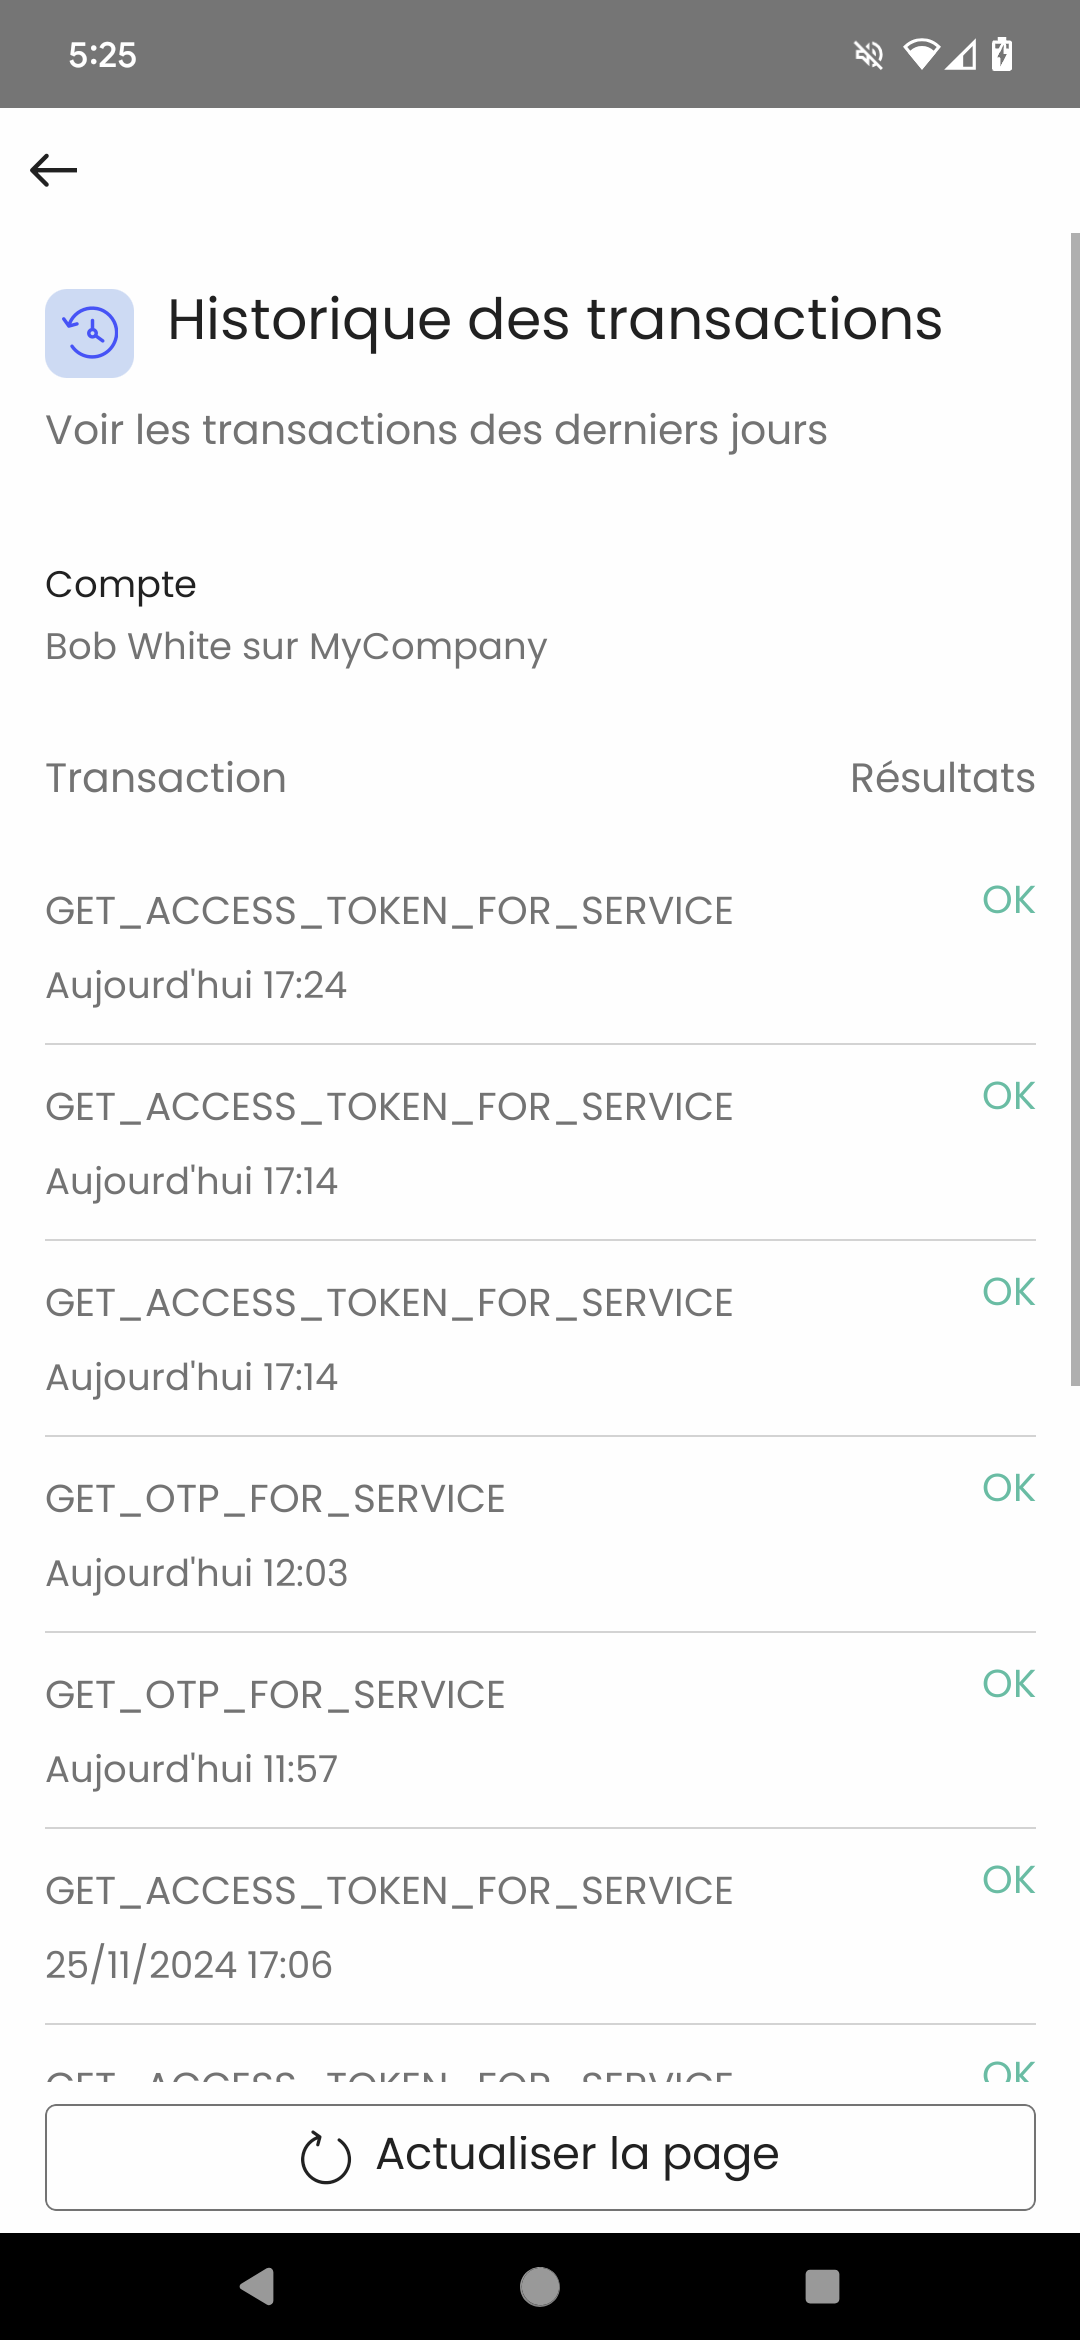 5:25
Historique des transactions
Voir les transactions des derniers jours
Compte
Bob White sur MyCompany
Transaction Résultats
GET_ACCESS_TOKEN_FOR_SERVICE OK
Aujourd'hui 17:24
GET_ACCESS_TOKEN_FOR_SERVICE OK
Aujourd'hui 17:14
GET_ACCESS_TOKEN_FOR_SERVICE OK
Aujourd'hui 17:14
GET_OTP_FOR_SERVICE OK
Aujourd'hui 12:03
GET_OTP_FOR_SERVICE OK
Aujourd'hui 11:57
GET_ACCESS_TOKEN_FOR_SERVICE OK
25/11/2024 17:06
GET_ACCESS_TOKEN_FOR_SERVICE OK
Actualiser la page